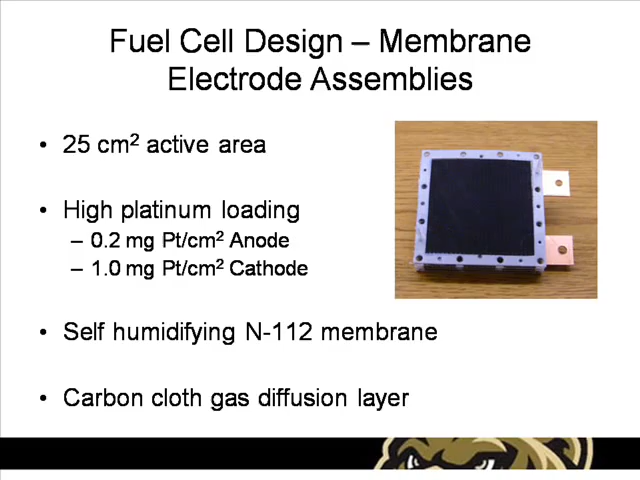 Fuel Cell Design – Membrane
Electrode Assemblies
• 25 cm² active area
• High platinum loading
– 0.2 mg Pt/cm² Anode
– 1.0 mg Pt/cm² Cathode
• Self humidifying N-112 membrane
• Carbon cloth gas diffusion layer